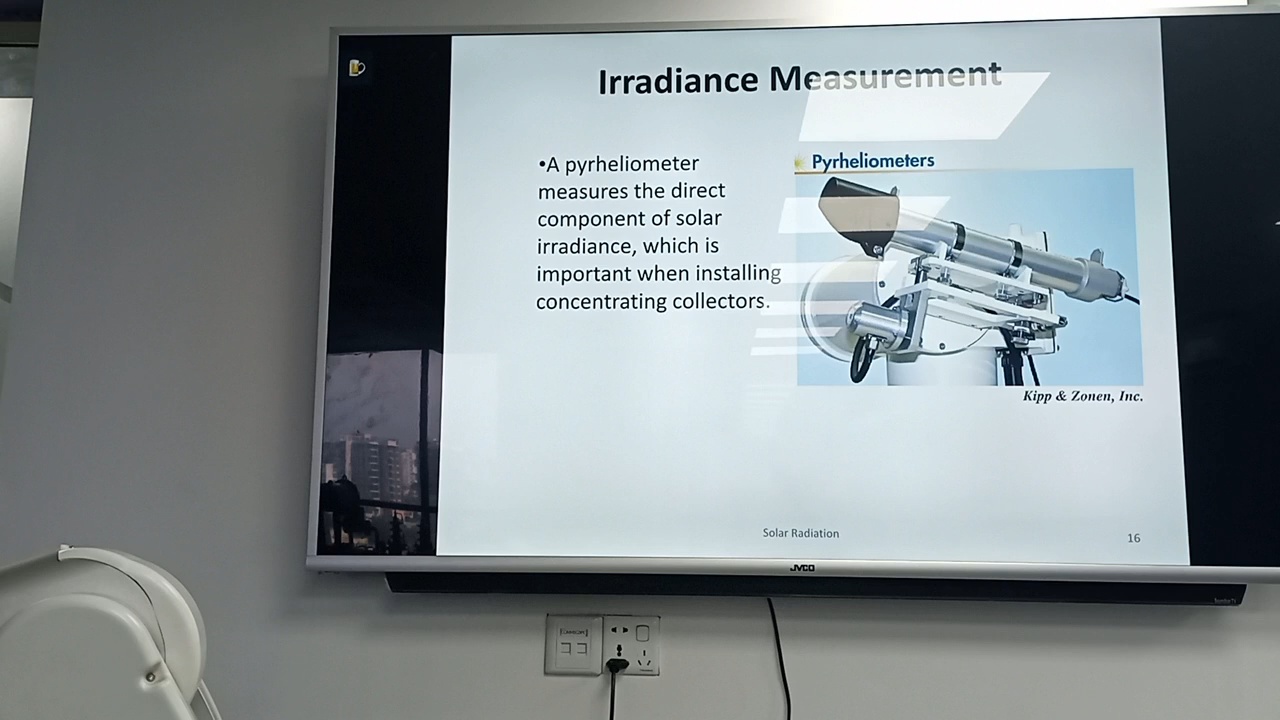 Irradiance Measurement
•A pyrheliometer
measures the direct
component of solar
irradiance, which is
important when installing
concentrating collectors.
Pyrheliometers
Kipp & Zonen, Inc.
Solar Radiation
16
JVCO